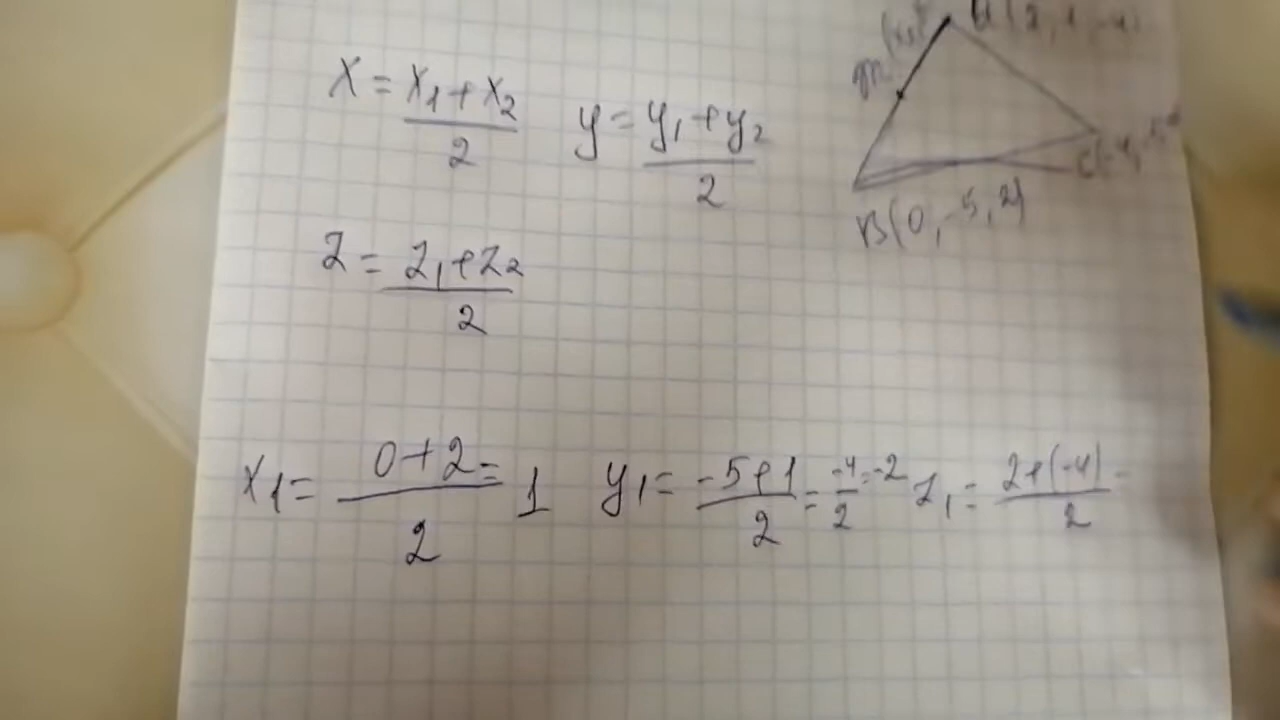 x = x₁ + x₂ / 2 y = y₁ + y₂ / 2
z = z₁ + z₂ / 2
B(0, -5, 2)
x₁ = 0 + 2 / 2 = 1 y₁ = -5 + 1 / 2 = -4 / 2 = -2 z₁ = 2 + (-4) / 2 =